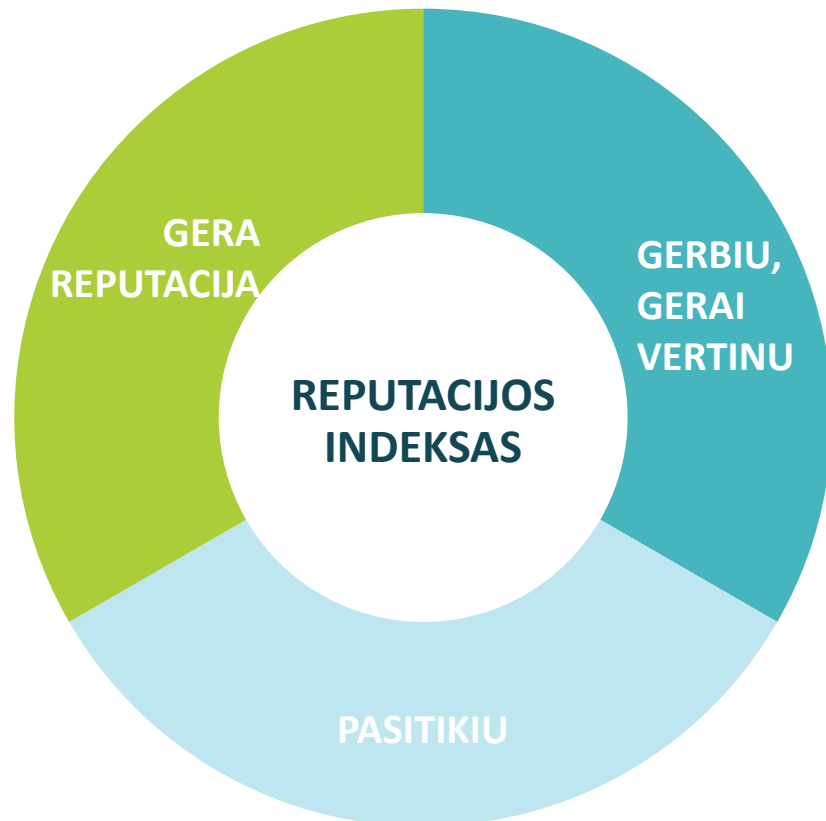 GERA
REPUTACIJA
GERBIU,
GERAI
VERTINU
REPUTACIJOS
INDEKSAS
PASITIKIU